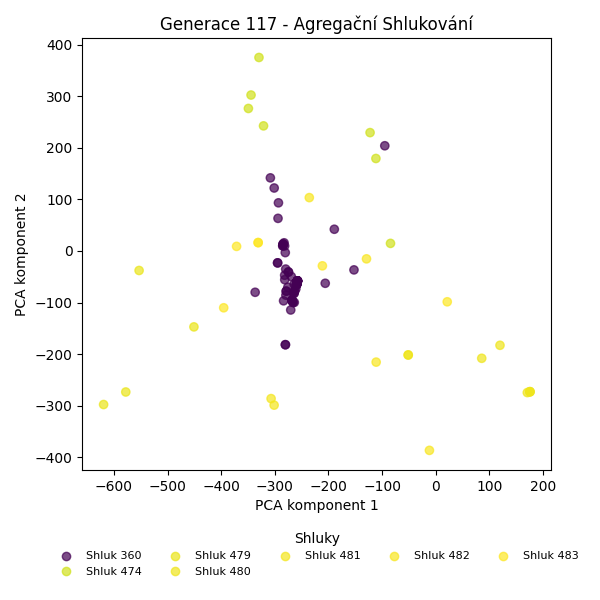 Generace 117 - Agregační Shlukování
400
300
200
100
0
−100
−200
−300
−400
PCA komponent 2
−600 −500 −400 −300 −200 −100 0 100 200
PCA komponent 1
Shluky
Shluk 360 Shluk 479 Shluk 481 Shluk 482 Shluk 483
Shluk 474 Shluk 480